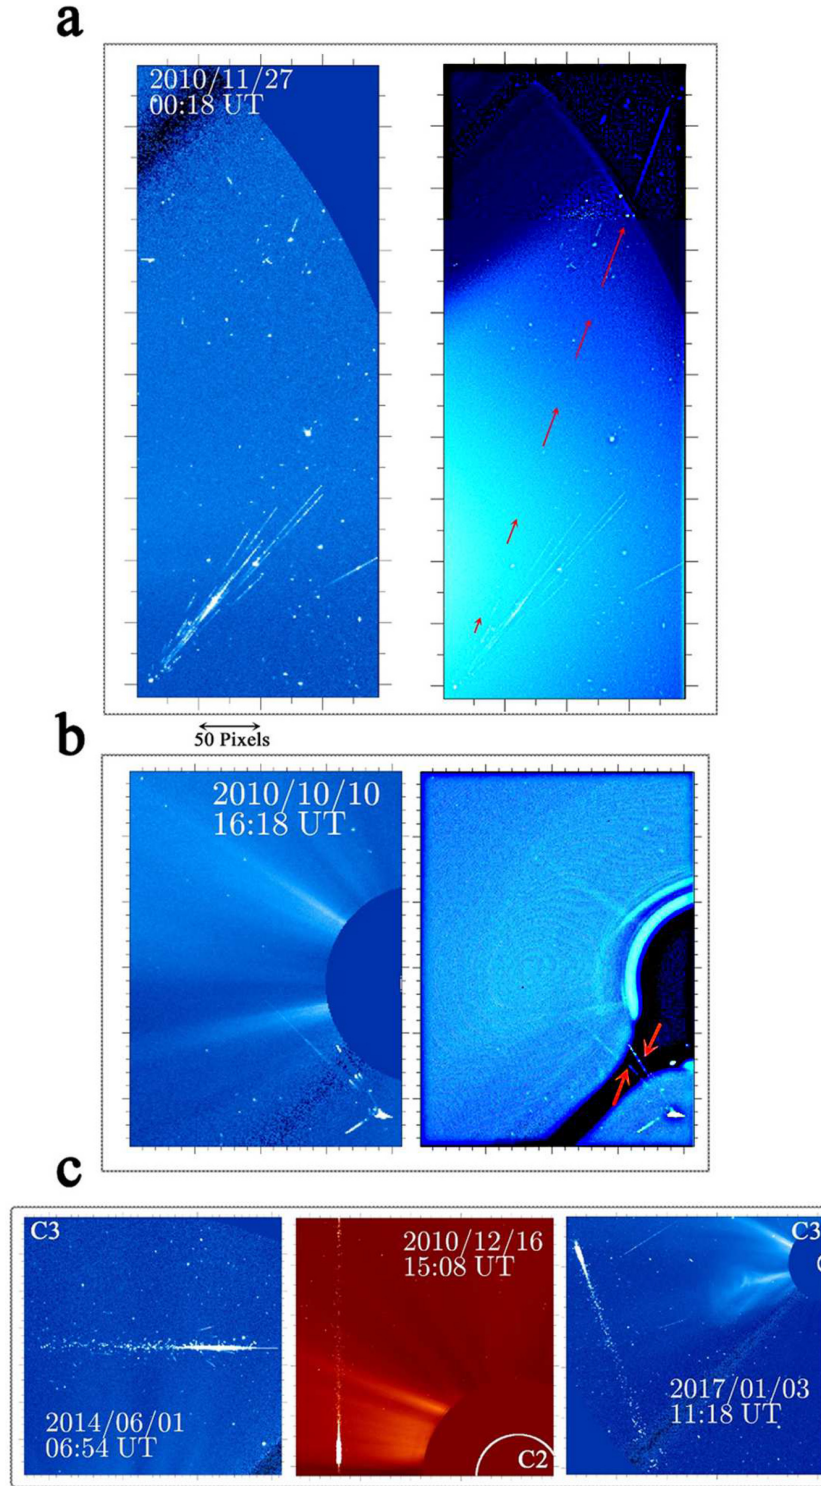 a
2010/11/27
00:18 UT
50 Pixels
b
2010/10/10
16:18 UT
c
C3
2014/06/01
06:54 UT
2010/12/16
15:08 UT
C2
C3
2017/01/03
11:18 UT